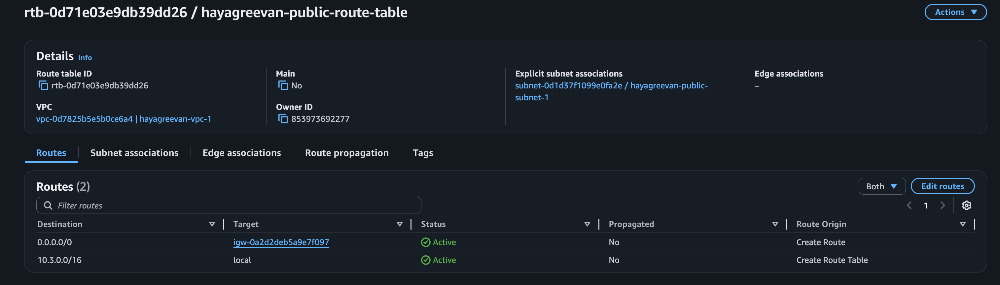 rtb-0d71e03e9db39dd26 / hayagreevan-public-route-table
Actions
Details Info
Route table ID
rtb-0d71e03e9db39dd26
Main
No
Explicit subnet associations
subnet-0d1d37f1099e0fa2e / hayagreevan-public-
subnet-1
Edge associations
–
VPC
vpc-0d7825b5e5b0ce6a4 | hayagreevan-vpc-1
Owner ID
853973692277
Routes Subnet associations Edge associations Route propagation Tags
Routes (2)
Both Edit routes
Filter routes
1
Destination Target Status Propagated Route Origin
0.0.0.0/0 igw-0a2d2deb5a9e7f097 Active No Create Route
10.3.0.0/16 local Active No Create Route Table